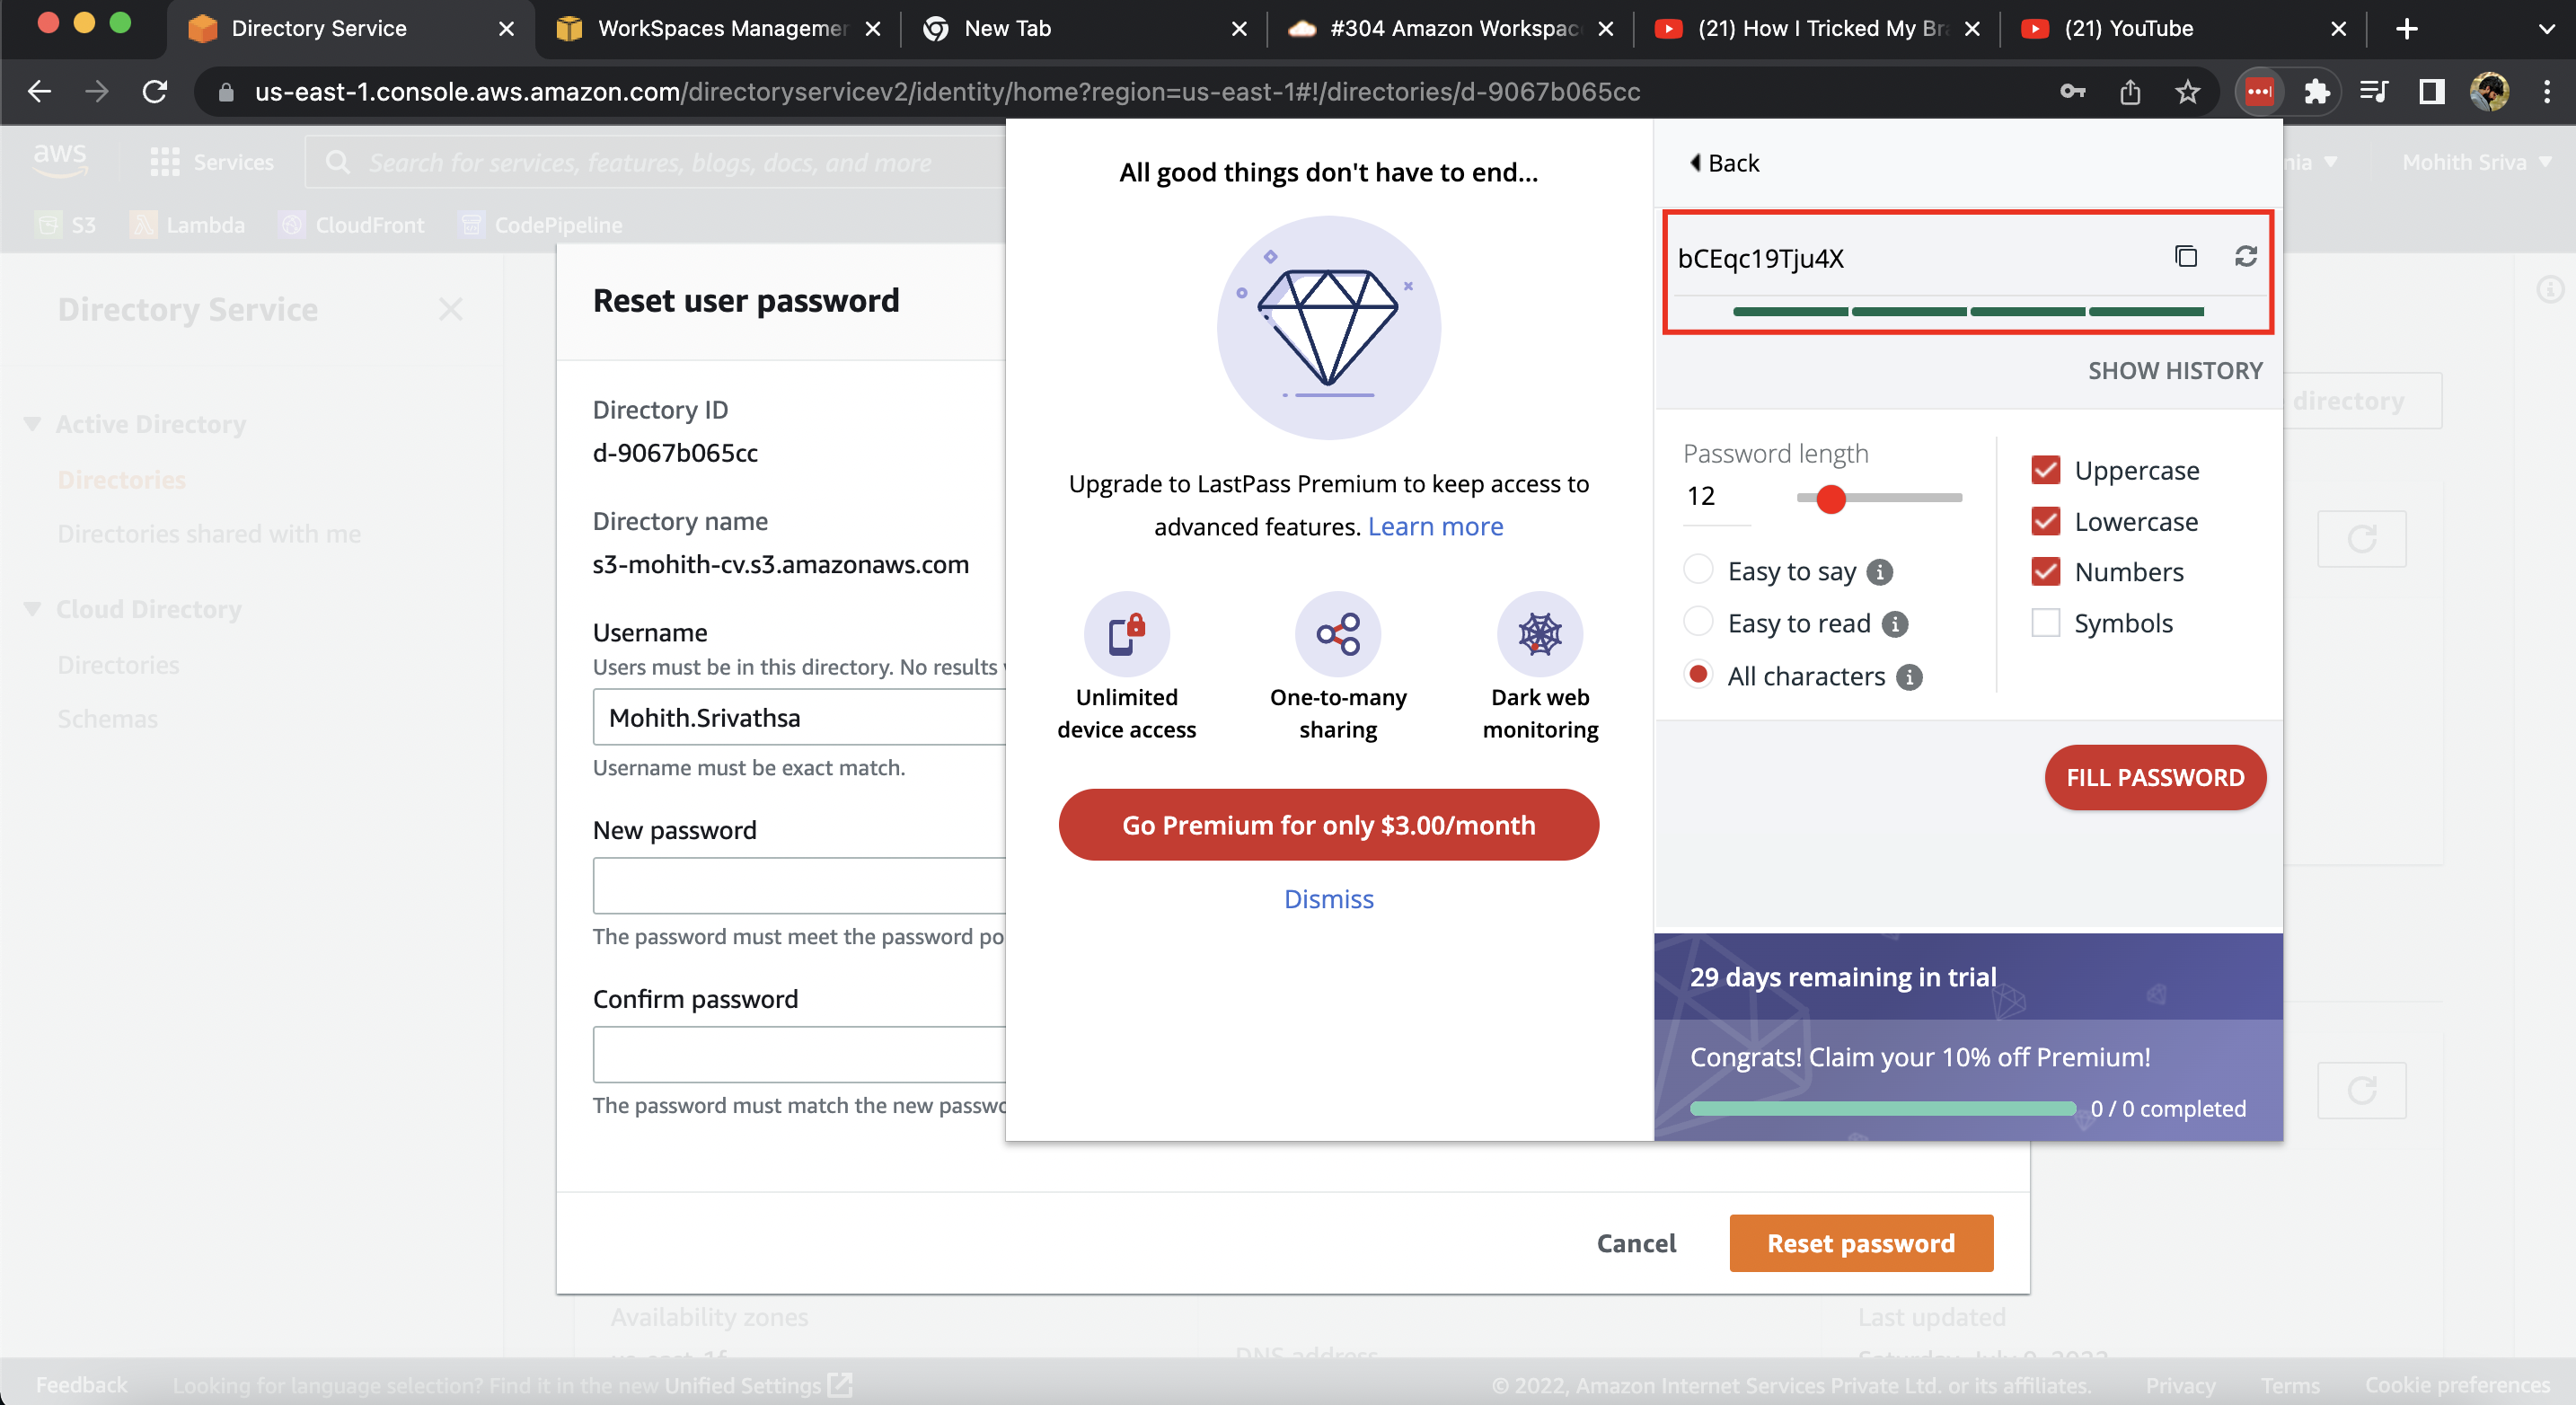 Directory Service
WorkSpaces Managemen
New Tab
#304 Amazon Workspac
(21) How I Tricked My Bra
(21) YouTube
us-east-1.console.aws.amazon.com/directoryservicev2/identity/home?region=us-east-1#!/directories/d-9067b065cc
aws
Services
Search for services, features, blogs, docs, and more
nia
Mohith Sriva
S3
Lambda
CloudFront
CodePipeline
Directory Service
Active Directory
Directories
Directories shared with me
Cloud Directory
Directories
Schemas
Reset user password
Directory ID
d-9067b065cc
Directory name
s3-mohith-cv.s3.amazonaws.com
Username
Users must be in this directory. No results
Mohith.Srivathsa
Username must be exact match.
New password
The password must meet the password po
Confirm password
The password must match the new passwo
Cancel
Reset password
All good things don't have to end...
Upgrade to LastPass Premium to keep access to
advanced features. Learn more
Unlimited
device access
One-to-many
sharing
Dark web
monitoring
Go Premium for only $3.00/month
Dismiss
Back
bCEqc19Tju4X
SHOW HISTORY
Password length
12
Easy to say
Easy to read
All characters
Uppercase
Lowercase
Numbers
Symbols
FILL PASSWORD
29 days remaining in trial
Congrats! Claim your 10% off Premium!
0 / 0 completed
directory
Availability zones
Last updated
DNS address
Feedback
Looking for language selection? Find it in the new Unified Settings
© 2022, Amazon Internet Services Private Ltd. or its affiliates.
Privacy
Terms
Cookie preferences